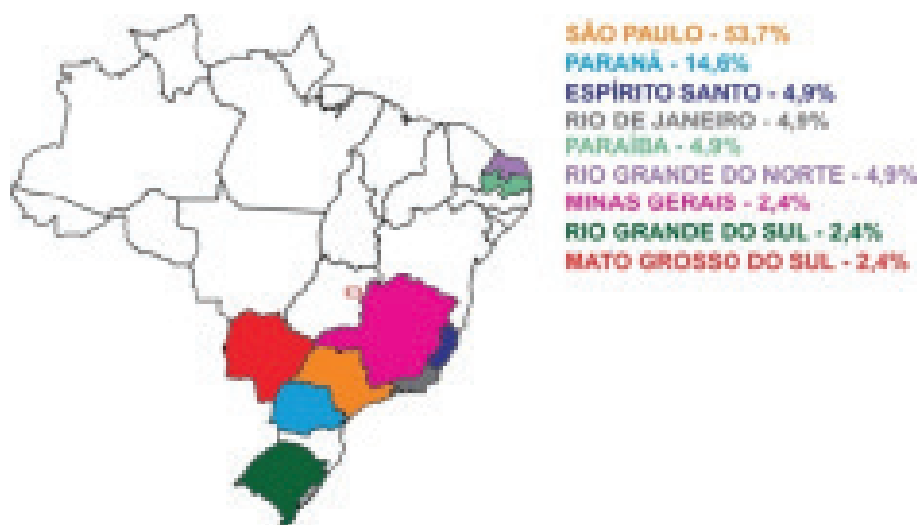 SÃO PAULO - 53,7%
PARANÁ - 14,6%
ESPÍRITO SANTO - 4,9%
RIO DE JANEIRO - 4,9%
PARAÍBA - 4,9%
RIO GRANDE DO NORTE - 4,9%
MINAS GERAIS - 2,4%
RIO GRANDE DO SUL - 2,4%
MATO GROSSO DO SUL - 2,4%